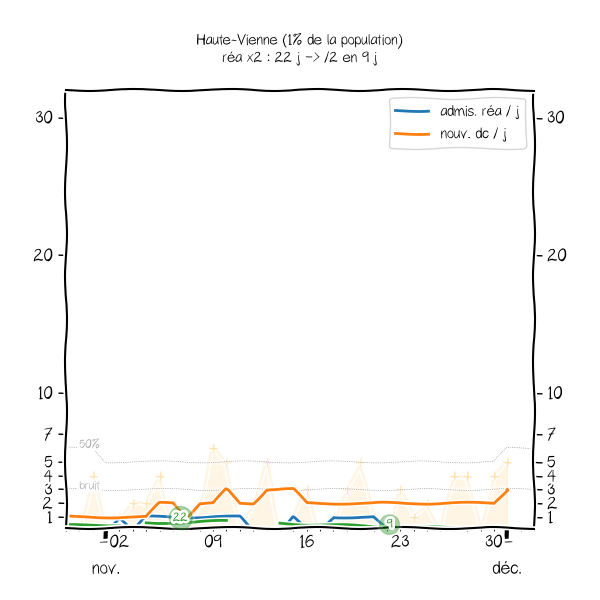 Haute-Vienne (1% de la population)
réa x2 : 22 j -> /2 en 9 j
admis. réa / j
nouv. dc / j
30 30
20 20
10 10
7 7
50%
5 5
4 4
bruit
3 3
2 2
1 1
22 9
02 09 16 23 30
nov. déc.